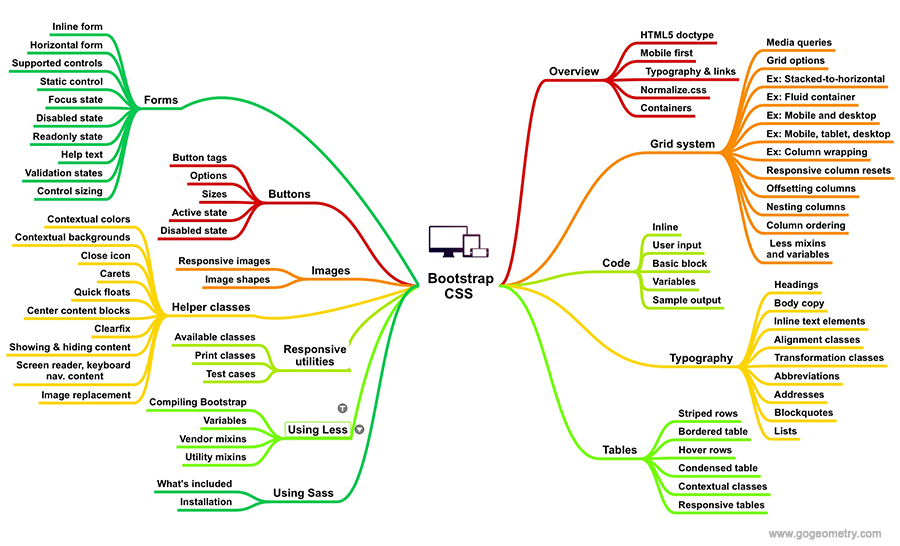 Bootstrap
CSS
Overview
HTML5 doctype
Mobile first
Typography & links
Normalize.css
Containers
Grid system
Media queries
Grid options
Ex: Stacked-to-horizontal
Ex: Fluid container
Ex: Mobile and desktop
Ex: Mobile, tablet, desktop
Ex: Column wrapping
Responsive column resets
Offsetting columns
Nesting columns
Column ordering
Less mixins
and variables
Code
Inline
User input
Basic block
Variables
Sample output
Typography
Headings
Body copy
Inline text elements
Alignment classes
Transformation classes
Abbreviations
Addresses
Blockquotes
Lists
Tables
Striped rows
Bordered table
Hover rows
Condensed table
Contextual classes
Responsive tables
Forms
Inline form
Horizontal form
Supported controls
Static control
Focus state
Disabled state
Readonly state
Help text
Validation states
Control sizing
Buttons
Button tags
Options
Sizes
Active state
Disabled state
Images
Responsive images
Image shapes
Helper classes
Contextual colors
Contextual backgrounds
Close icon
Carets
Quick floats
Center content blocks
Clearfix
Showing & hiding content
Screen reader, keyboard
nav. content
Image replacement
Responsive
utilities
Available classes
Print classes
Test cases
Using Less
T
Compiling Bootstrap
Variables
Vendor mixins
Utility mixins
Using Sass
What's included
Installation
www.gogeometry.com